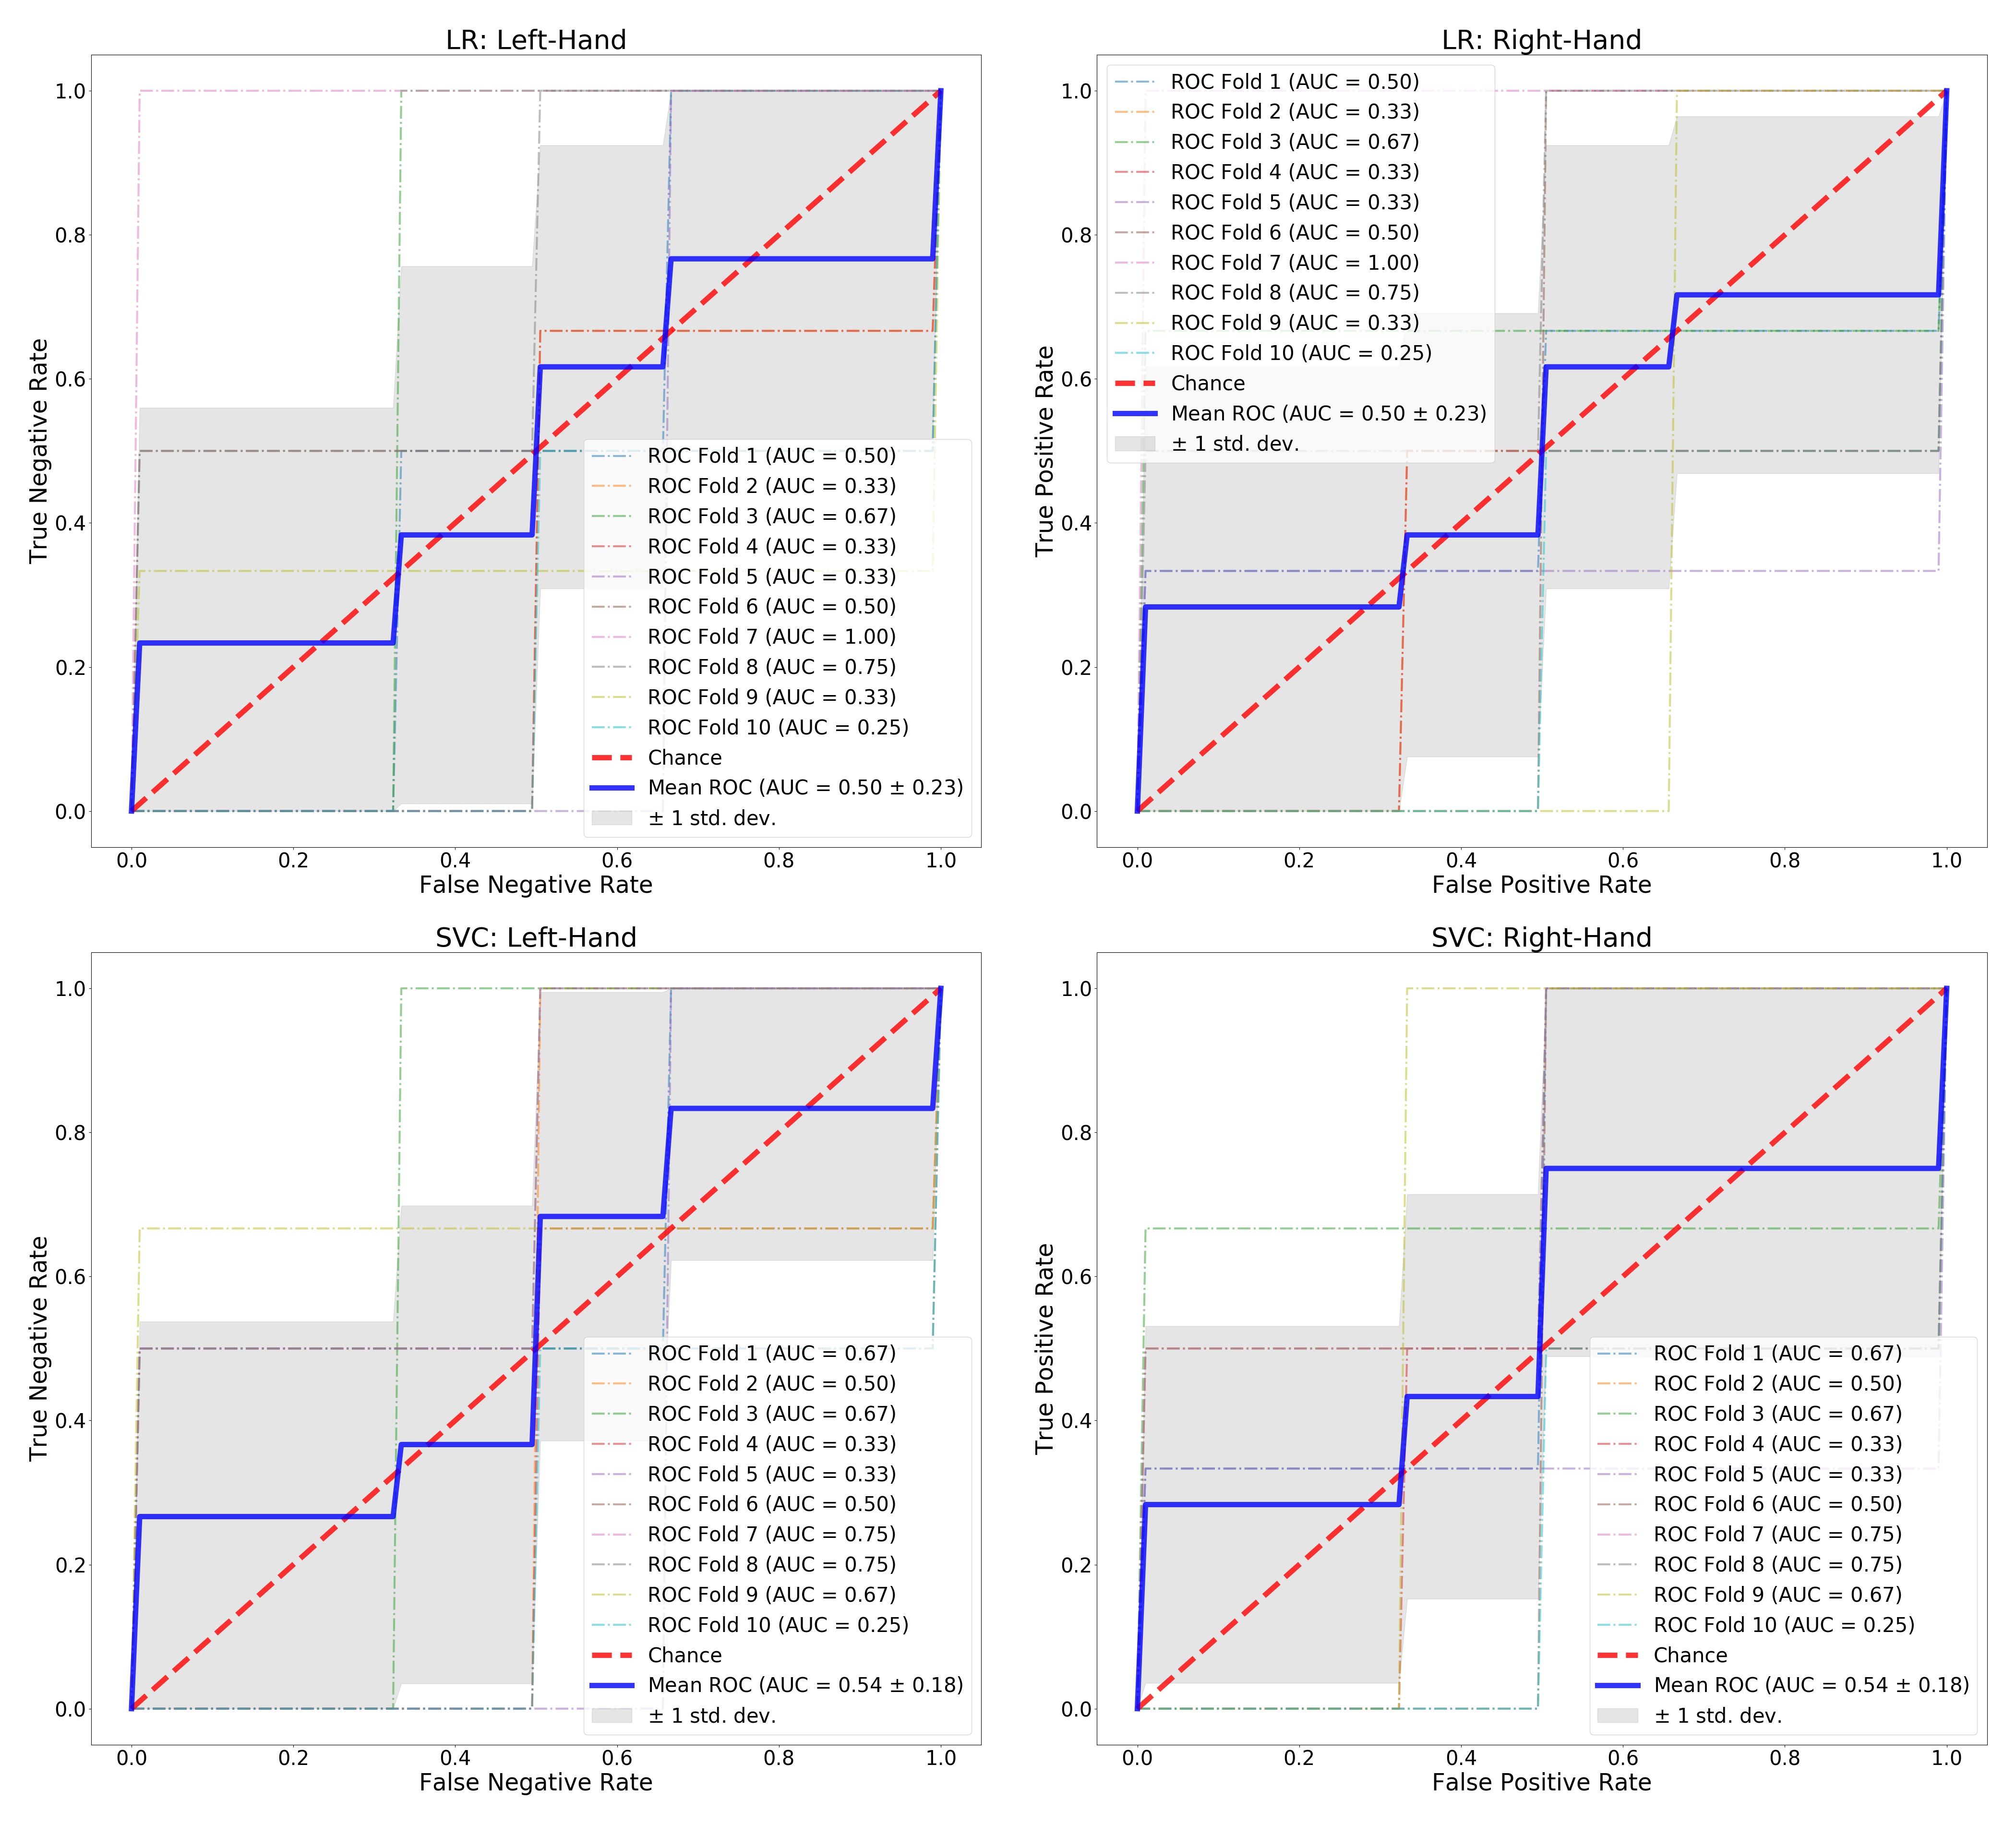 LR: Left-Hand
True Negative Rate
1.0
0.8
0.6
0.4
0.2
0.0
ROC Fold 1 (AUC = 0.50)
ROC Fold 2 (AUC = 0.33)
ROC Fold 3 (AUC = 0.67)
ROC Fold 4 (AUC = 0.33)
ROC Fold 5 (AUC = 0.33)
ROC Fold 6 (AUC = 0.50)
ROC Fold 7 (AUC = 1.00)
ROC Fold 8 (AUC = 0.75)
ROC Fold 9 (AUC = 0.33)
ROC Fold 10 (AUC = 0.25)
Chance
Mean ROC (AUC = 0.50 ± 0.23)
± 1 std. dev.
0.0 0.2 0.4 0.6 0.8 1.0
False Negative Rate
LR: Right-Hand
True Positive Rate
1.0
0.8
0.6
0.4
0.2
0.0
ROC Fold 1 (AUC = 0.50)
ROC Fold 2 (AUC = 0.33)
ROC Fold 3 (AUC = 0.67)
ROC Fold 4 (AUC = 0.33)
ROC Fold 5 (AUC = 0.33)
ROC Fold 6 (AUC = 0.50)
ROC Fold 7 (AUC = 1.00)
ROC Fold 8 (AUC = 0.75)
ROC Fold 9 (AUC = 0.33)
ROC Fold 10 (AUC = 0.25)
Chance
Mean ROC (AUC = 0.50 ± 0.23)
± 1 std. dev.
0.0 0.2 0.4 0.6 0.8 1.0
False Positive Rate
SVC: Left-Hand
True Negative Rate
1.0
0.8
0.6
0.4
0.2
0.0
ROC Fold 1 (AUC = 0.67)
ROC Fold 2 (AUC = 0.50)
ROC Fold 3 (AUC = 0.67)
ROC Fold 4 (AUC = 0.33)
ROC Fold 5 (AUC = 0.33)
ROC Fold 6 (AUC = 0.50)
ROC Fold 7 (AUC = 0.75)
ROC Fold 8 (AUC = 0.75)
ROC Fold 9 (AUC = 0.67)
ROC Fold 10 (AUC = 0.25)
Chance
Mean ROC (AUC = 0.54 ± 0.18)
± 1 std. dev.
0.0 0.2 0.4 0.6 0.8 1.0
False Negative Rate
SVC: Right-Hand
True Positive Rate
1.0
0.8
0.6
0.4
0.2
0.0
ROC Fold 1 (AUC = 0.67)
ROC Fold 2 (AUC = 0.50)
ROC Fold 3 (AUC = 0.67)
ROC Fold 4 (AUC = 0.33)
ROC Fold 5 (AUC = 0.33)
ROC Fold 6 (AUC = 0.50)
ROC Fold 7 (AUC = 0.75)
ROC Fold 8 (AUC = 0.75)
ROC Fold 9 (AUC = 0.67)
ROC Fold 10 (AUC = 0.25)
Chance
Mean ROC (AUC = 0.54 ± 0.18)
± 1 std. dev.
0.0 0.2 0.4 0.6 0.8 1.0
False Positive Rate